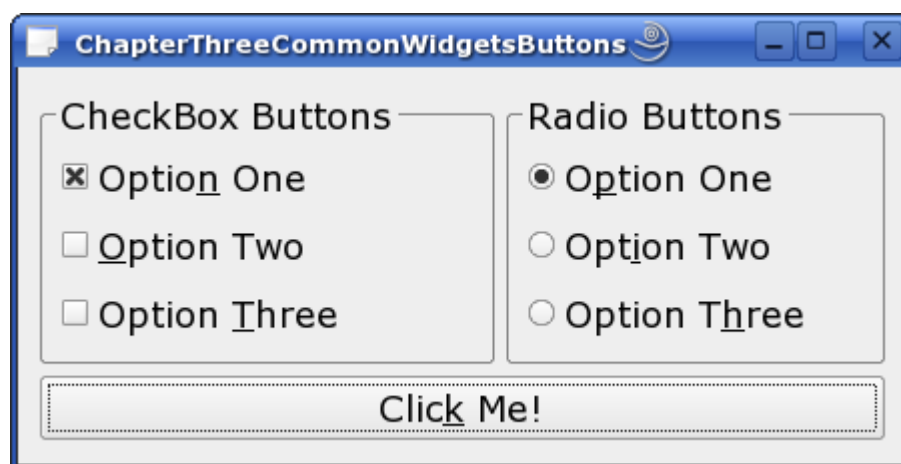 ChapterThreeCommonWidgetsButtons
CheckBox Buttons
Option One
Option Two
Option Three
Radio Buttons
Option One
Option Two
Option Three
Click Me!